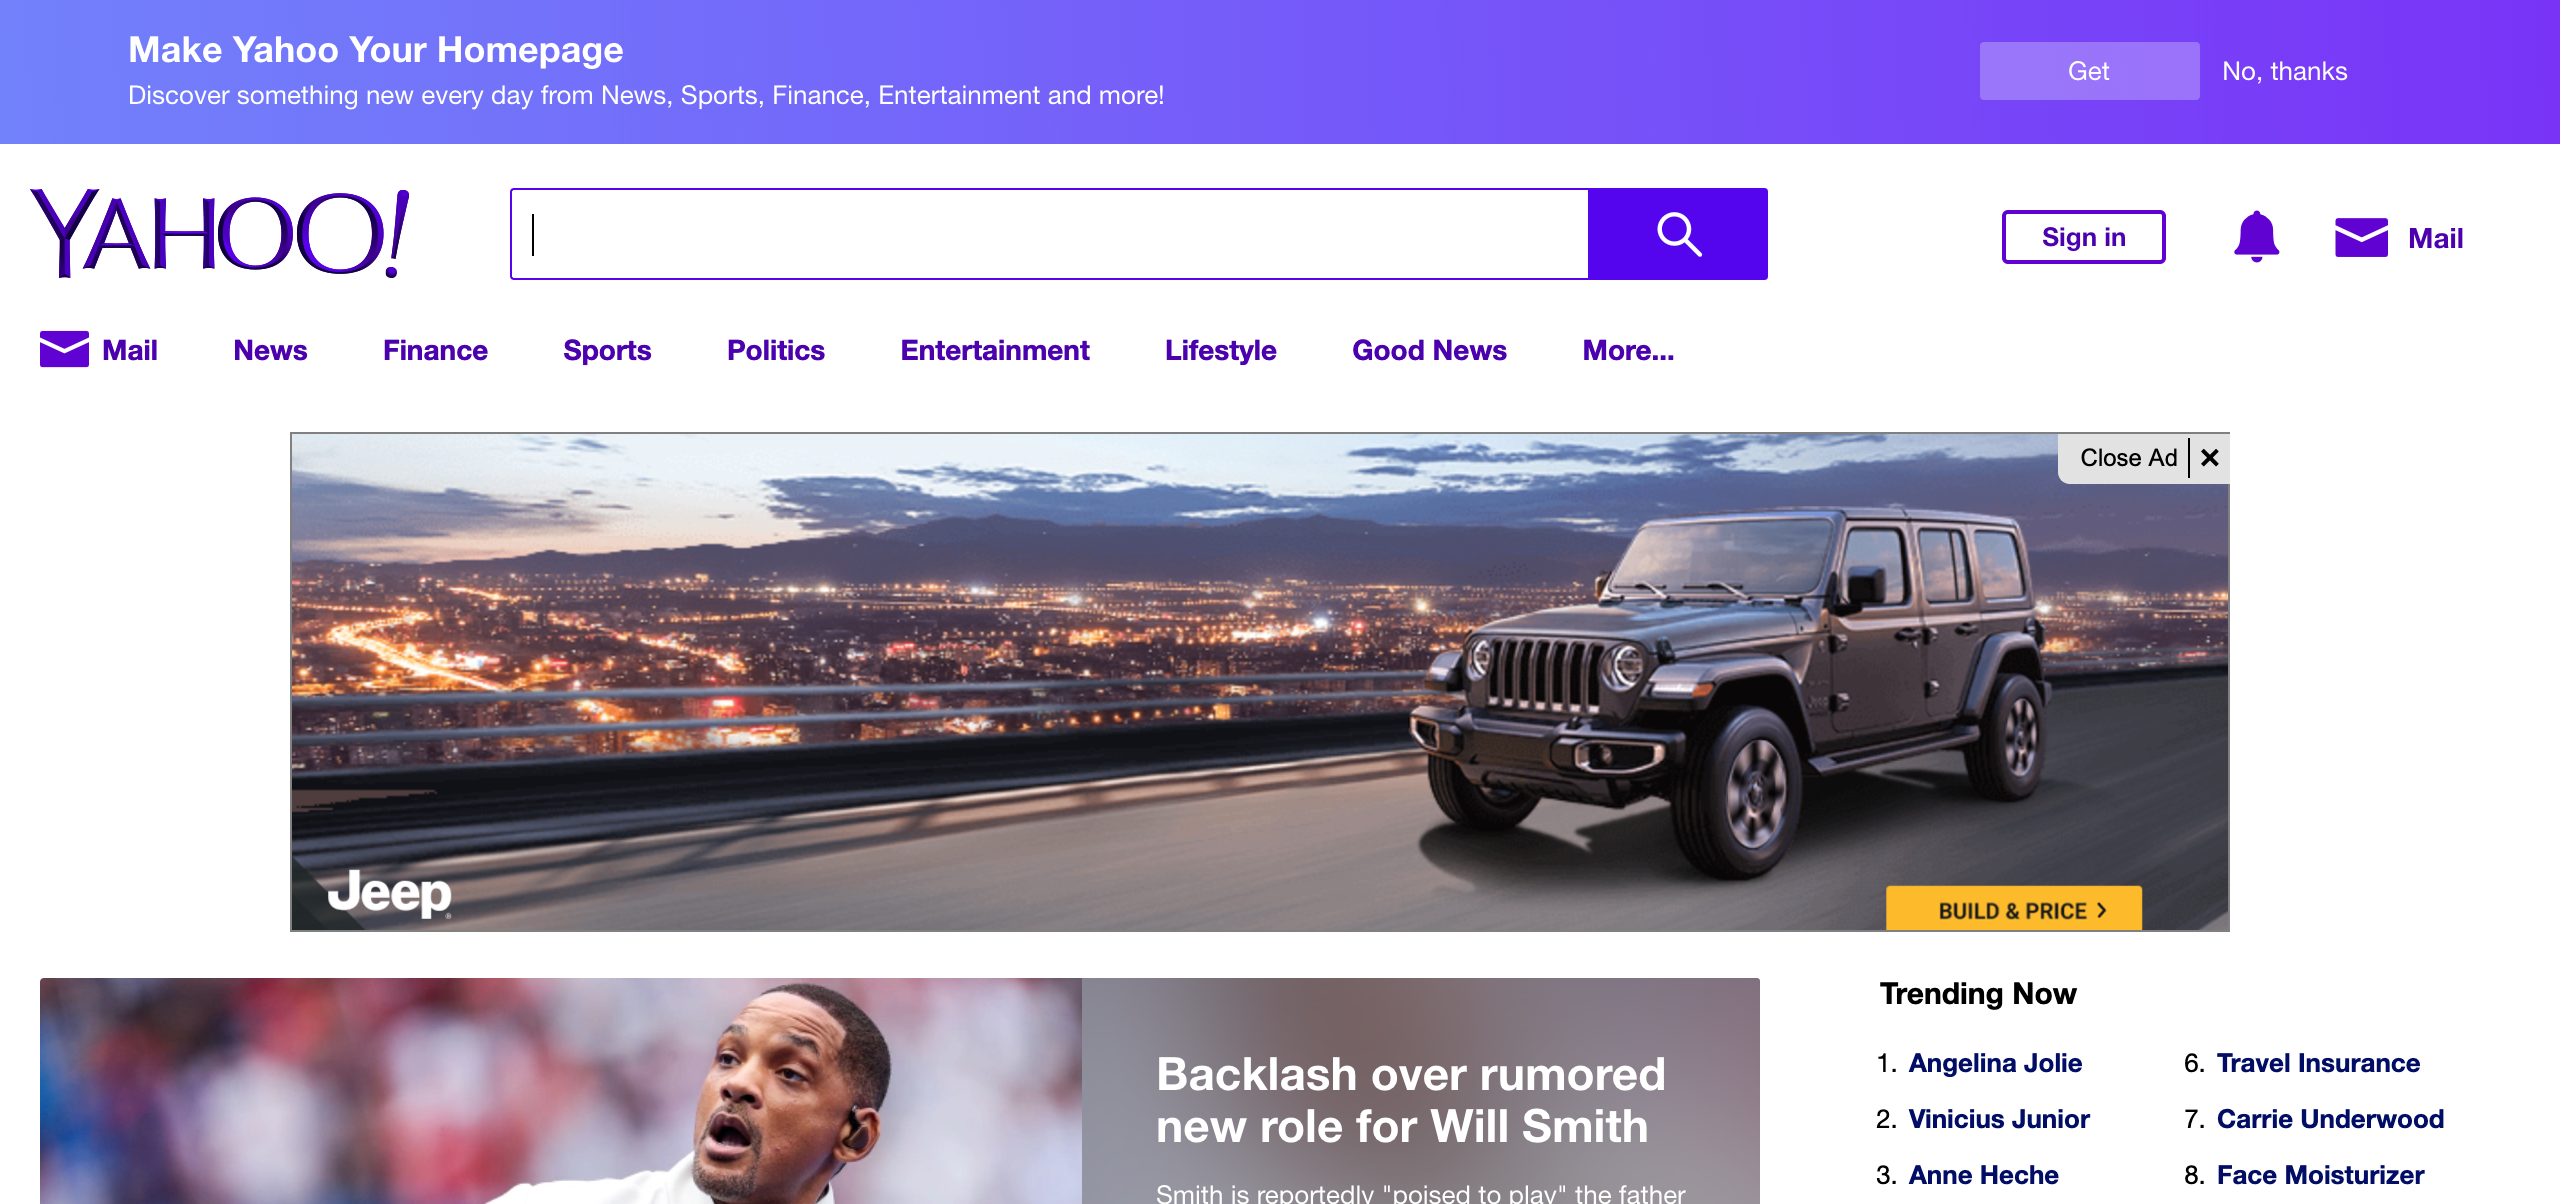 Make Yahoo Your Homepage
Discover something new every day from News, Sports, Finance, Entertainment and more!
Get
No, thanks
YAHOO!
Sign in
Mail
Mail
News
Finance
Sports
Politics
Entertainment
Lifestyle
Good News
More...
Close Ad
Jeep
BUILD & PRICE
Backlash over rumored
new role for Will Smith
Smith is reportedly "poised to play" the father
Trending Now
1. Angelina Jolie
2. Vinicius Junior
3. Anne Heche
6. Travel Insurance
7. Carrie Underwood
8. Face Moisturizer